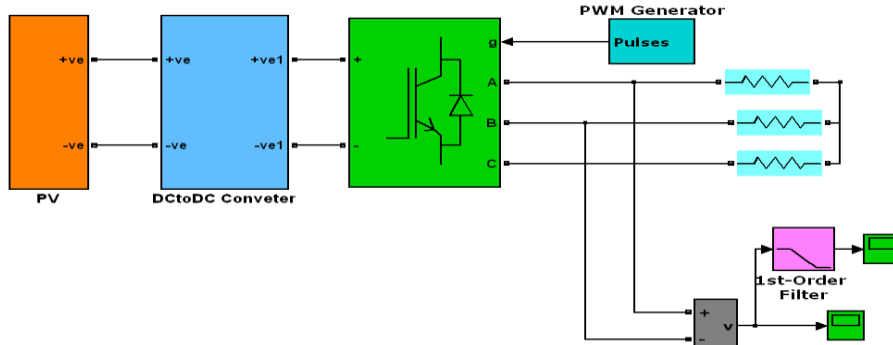 PWM Generator
Pulses
+ve
-ve
PV
+ve
-ve
+ve1
-ve1
DCtoDC Conveter
+
-
g
A
B
C
1st-Order
Filter
+
-
v